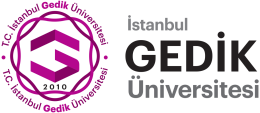 T.C. İstanbul Gedik Üniversitesi
T.C. İstanbul Gedik Üniversitesi
2010
İstanbul
GEDİK
Üniversitesi